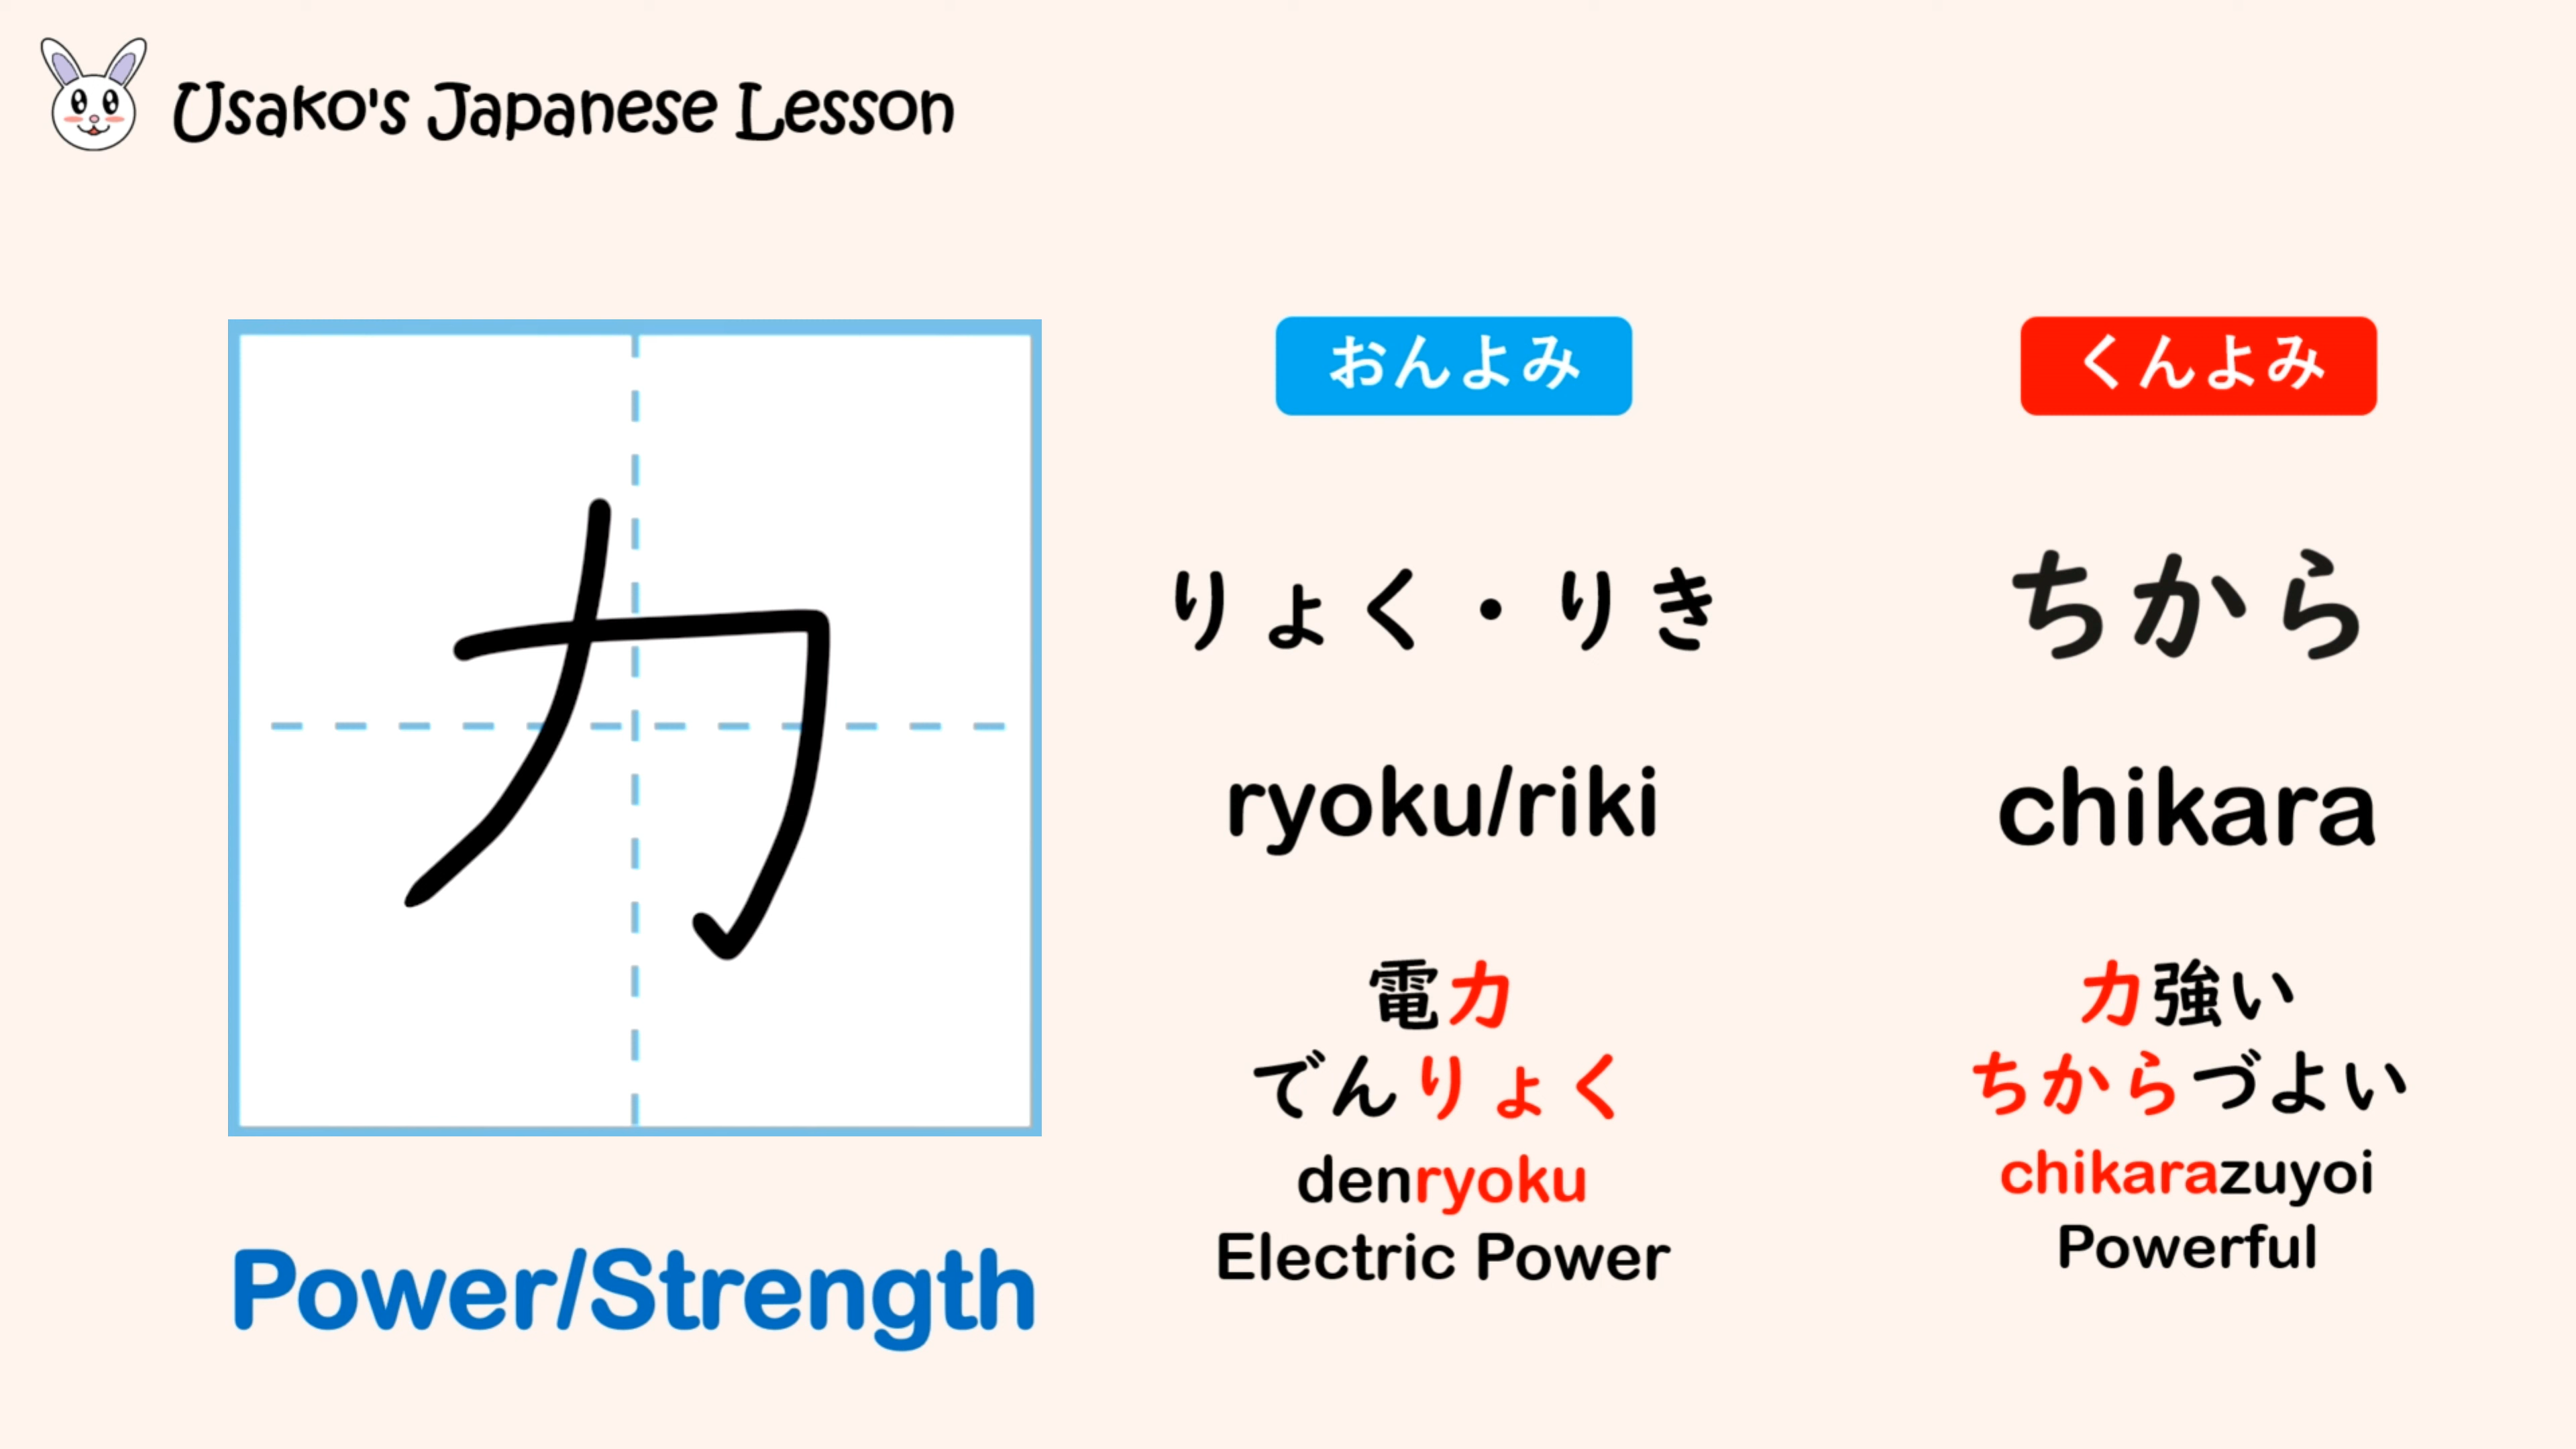 Usako's Japanese Lesson
力
Power/Strength
おんよみ
りょく・りき
ryoku/riki
電力
でんりょく
denryoku
Electric Power
くんよみ
ちから
chikara
力強い
ちからづよい
chikarazuyoi
Powerful